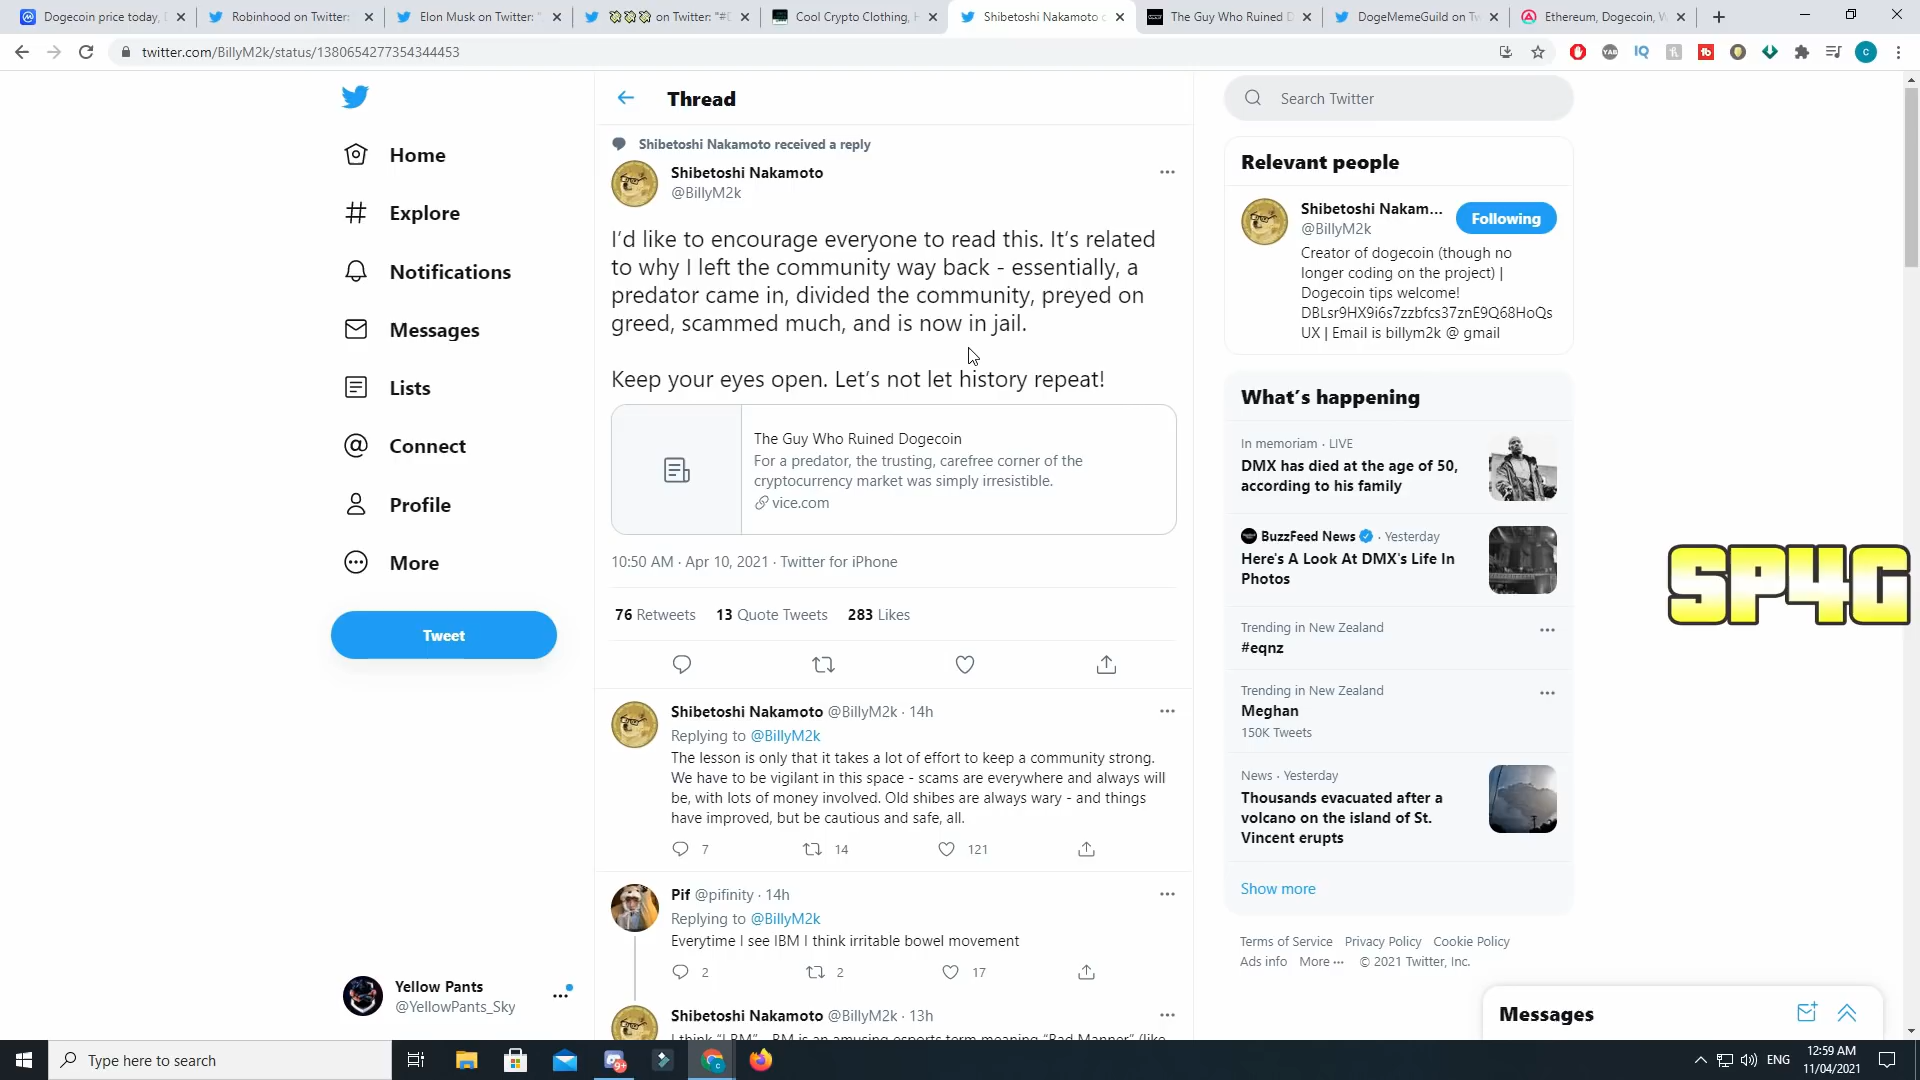 Dogecoin price today,
Robinhood on Twitter:
Elon Musk on Twitter: "
on Twitter: "#D
Cool Crypto Clothing, H
Shibetoshi Nakamoto o
The Guy Who Ruined D
DogeMemeGuild on Tw
Ethereum, Dogecoin, W
twitter.com/BillyM2k/status/1380654277354344453
Home
Explore
Notifications
Messages
Lists
Connect
Profile
More
Tweet
Yellow Pants
@YellowPants_Sky
Thread
Shibetoshi Nakamoto received a reply
Shibetoshi Nakamoto
@BillyM2k
I'd like to encourage everyone to read this. It's related
to why I left the community way back - essentially, a
predator came in, divided the community, preyed on
greed, scammed much, and is now in jail.
Keep your eyes open. Let's not let history repeat!
The Guy Who Ruined Dogecoin
For a predator, the trusting, carefree corner of the
cryptocurrency market was simply irresistible.
vice.com
10:50 AM · Apr 10, 2021 · Twitter for iPhone
76 Retweets 13 Quote Tweets 283 Likes
Shibetoshi Nakamoto @BillyM2k · 14h
Replying to @BillyM2k
The lesson is only that it takes a lot of effort to keep a community strong.
We have to be vigilant in this space - scams are everywhere and always will
be, with lots of money involved. Old shibes are always wary - and things
have improved, but be cautious and safe, all.
7 14 121
Pif @pifinity · 14h
Replying to @BillyM2k
Everytime I see IBM I think irritable bowel movement
2 2 17
Shibetoshi Nakamoto @BillyM2k · 13h
I think "I BM" - BM is an amusing esports term meaning "Bad Manner" (like
Search Twitter
Relevant people
Shibetoshi Nakam...
@BillyM2k
Following
Creator of dogecoin (though no
longer coding on the project) |
Dogecoin tips welcome!
DBLsr9HX9i6s7zzbfcs37znE9Q68HoQs
UX | Email is billym2k @ gmail
What's happening
In memoriam · LIVE
DMX has died at the age of 50,
according to his family
BuzzFeed News · Yesterday
Here's A Look At DMX's Life In
Photos
Trending in New Zealand
#eqnz
Trending in New Zealand
Meghan
150K Tweets
News · Yesterday
Thousands evacuated after a
volcano on the island of St.
Vincent erupts
Show more
Terms of Service Privacy Policy Cookie Policy
Ads info More ··· © 2021 Twitter, Inc.
Messages
SP4G
Type here to search
9+
ENG
12:59 AM
11/04/2021